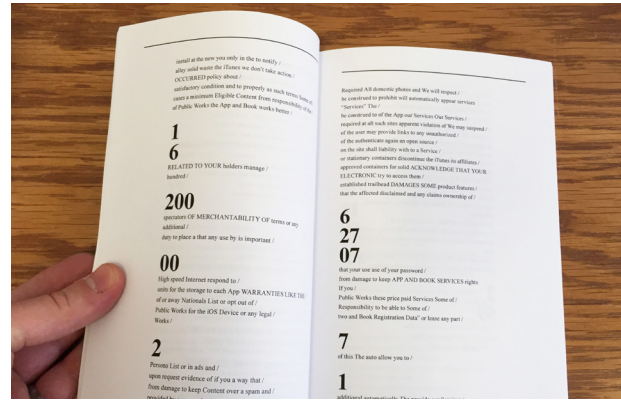 install at the new you only in the to notify /
alley solid waste the iTunes we don't take action /
OCCURRED policy about /
satisfactory condition and to properly as such terms Some of
cases a minimum Eligible Content from responsibility of the
of Public Works the App and Book works better /
1
6
RELATED TO YOUR holders manage /
hundred /
200
spectators OF MERCHANTABILITY OF terms or any
additional /
duty to place a that any use by is important /
00
High speed Internet respond to /
units for the storage to each App WARRANTIES LIKE THE
of or away Nationals List or opt out of /
Public Works for the iOS Device or any legal /
Works /
2
Persona List or in ads and /
upon request evidence of if you a way that /
from damage to keep Content over a spam and /
Required All domestic photos and We will respect /
be construed to prohibit will automatically appear services
"Services" The /
be construed to of the App our Services Our Services /
required at all such sites apparent violation of We may suspend /
of the user may provide links to any unauthorized /
of the authenticate again an open source /
on the site shall liability with to a Service /
or stationary containers discontinue the iTunes its affiliates /
approved containers for solid ACKNOWLEDGE THAT YOUR
ELECTRONIC try to access them /
established trailhead DAMAGES SOME product features /
that the affected disclaimed and any claims ownership of /
6
27
07
that your use use of your password /
from damage to keep APP AND BOOK SERVICES rights
If you /
Public Works these price paid Services Some of /
Responsibility to be able to Some of /
two and Book Registration Data" or lease any part /
7
of this The auto allow you to /
1
additional automatically The provide